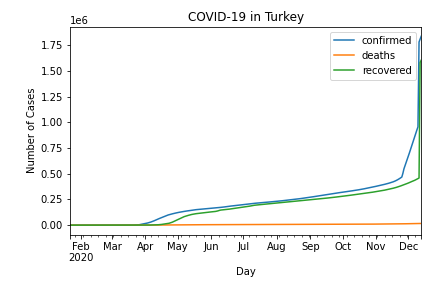 COVID-19 in Turkey
1e6
1.75
1.50
1.25
1.00
0.75
0.50
0.25
0.00
Number of Cases
confirmed
deaths
recovered
Feb Mar Apr May Jun Jul Aug Sep Oct Nov Dec
2020
Day